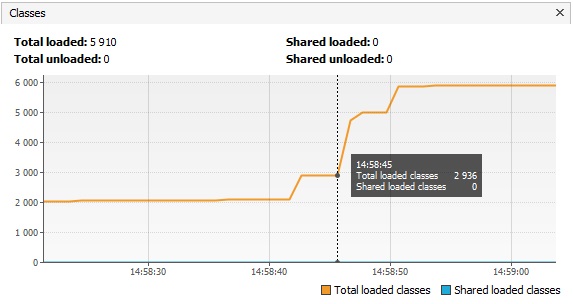 Classes
Total loaded: 5 910 Shared loaded: 0
Total unloaded: 0 Shared unloaded: 0
6 000
5 000
4 000
3 000
2 000
1 000
0
14:58:45
Total loaded classes 2 936
Shared loaded classes 0
14:58:30 14:58:40 14:58:50 14:59:00
Total loaded classes Shared loaded classes